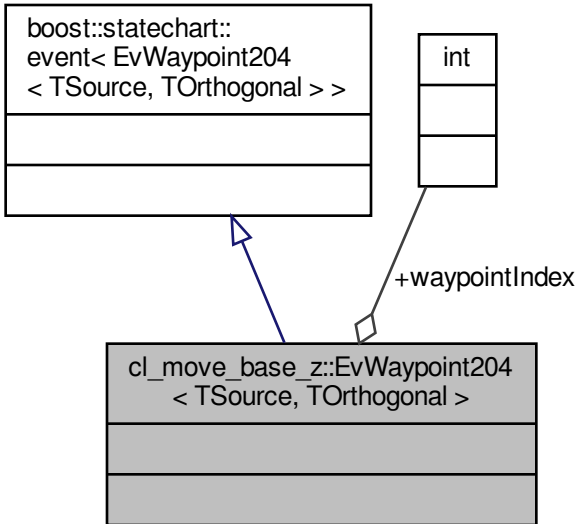 boost::statechart::
event< EvWaypoint204
< TSource, TOrthogonal > >
int
+waypointIndex
cl_move_base_z::EvWaypoint204
< TSource, TOrthogonal >